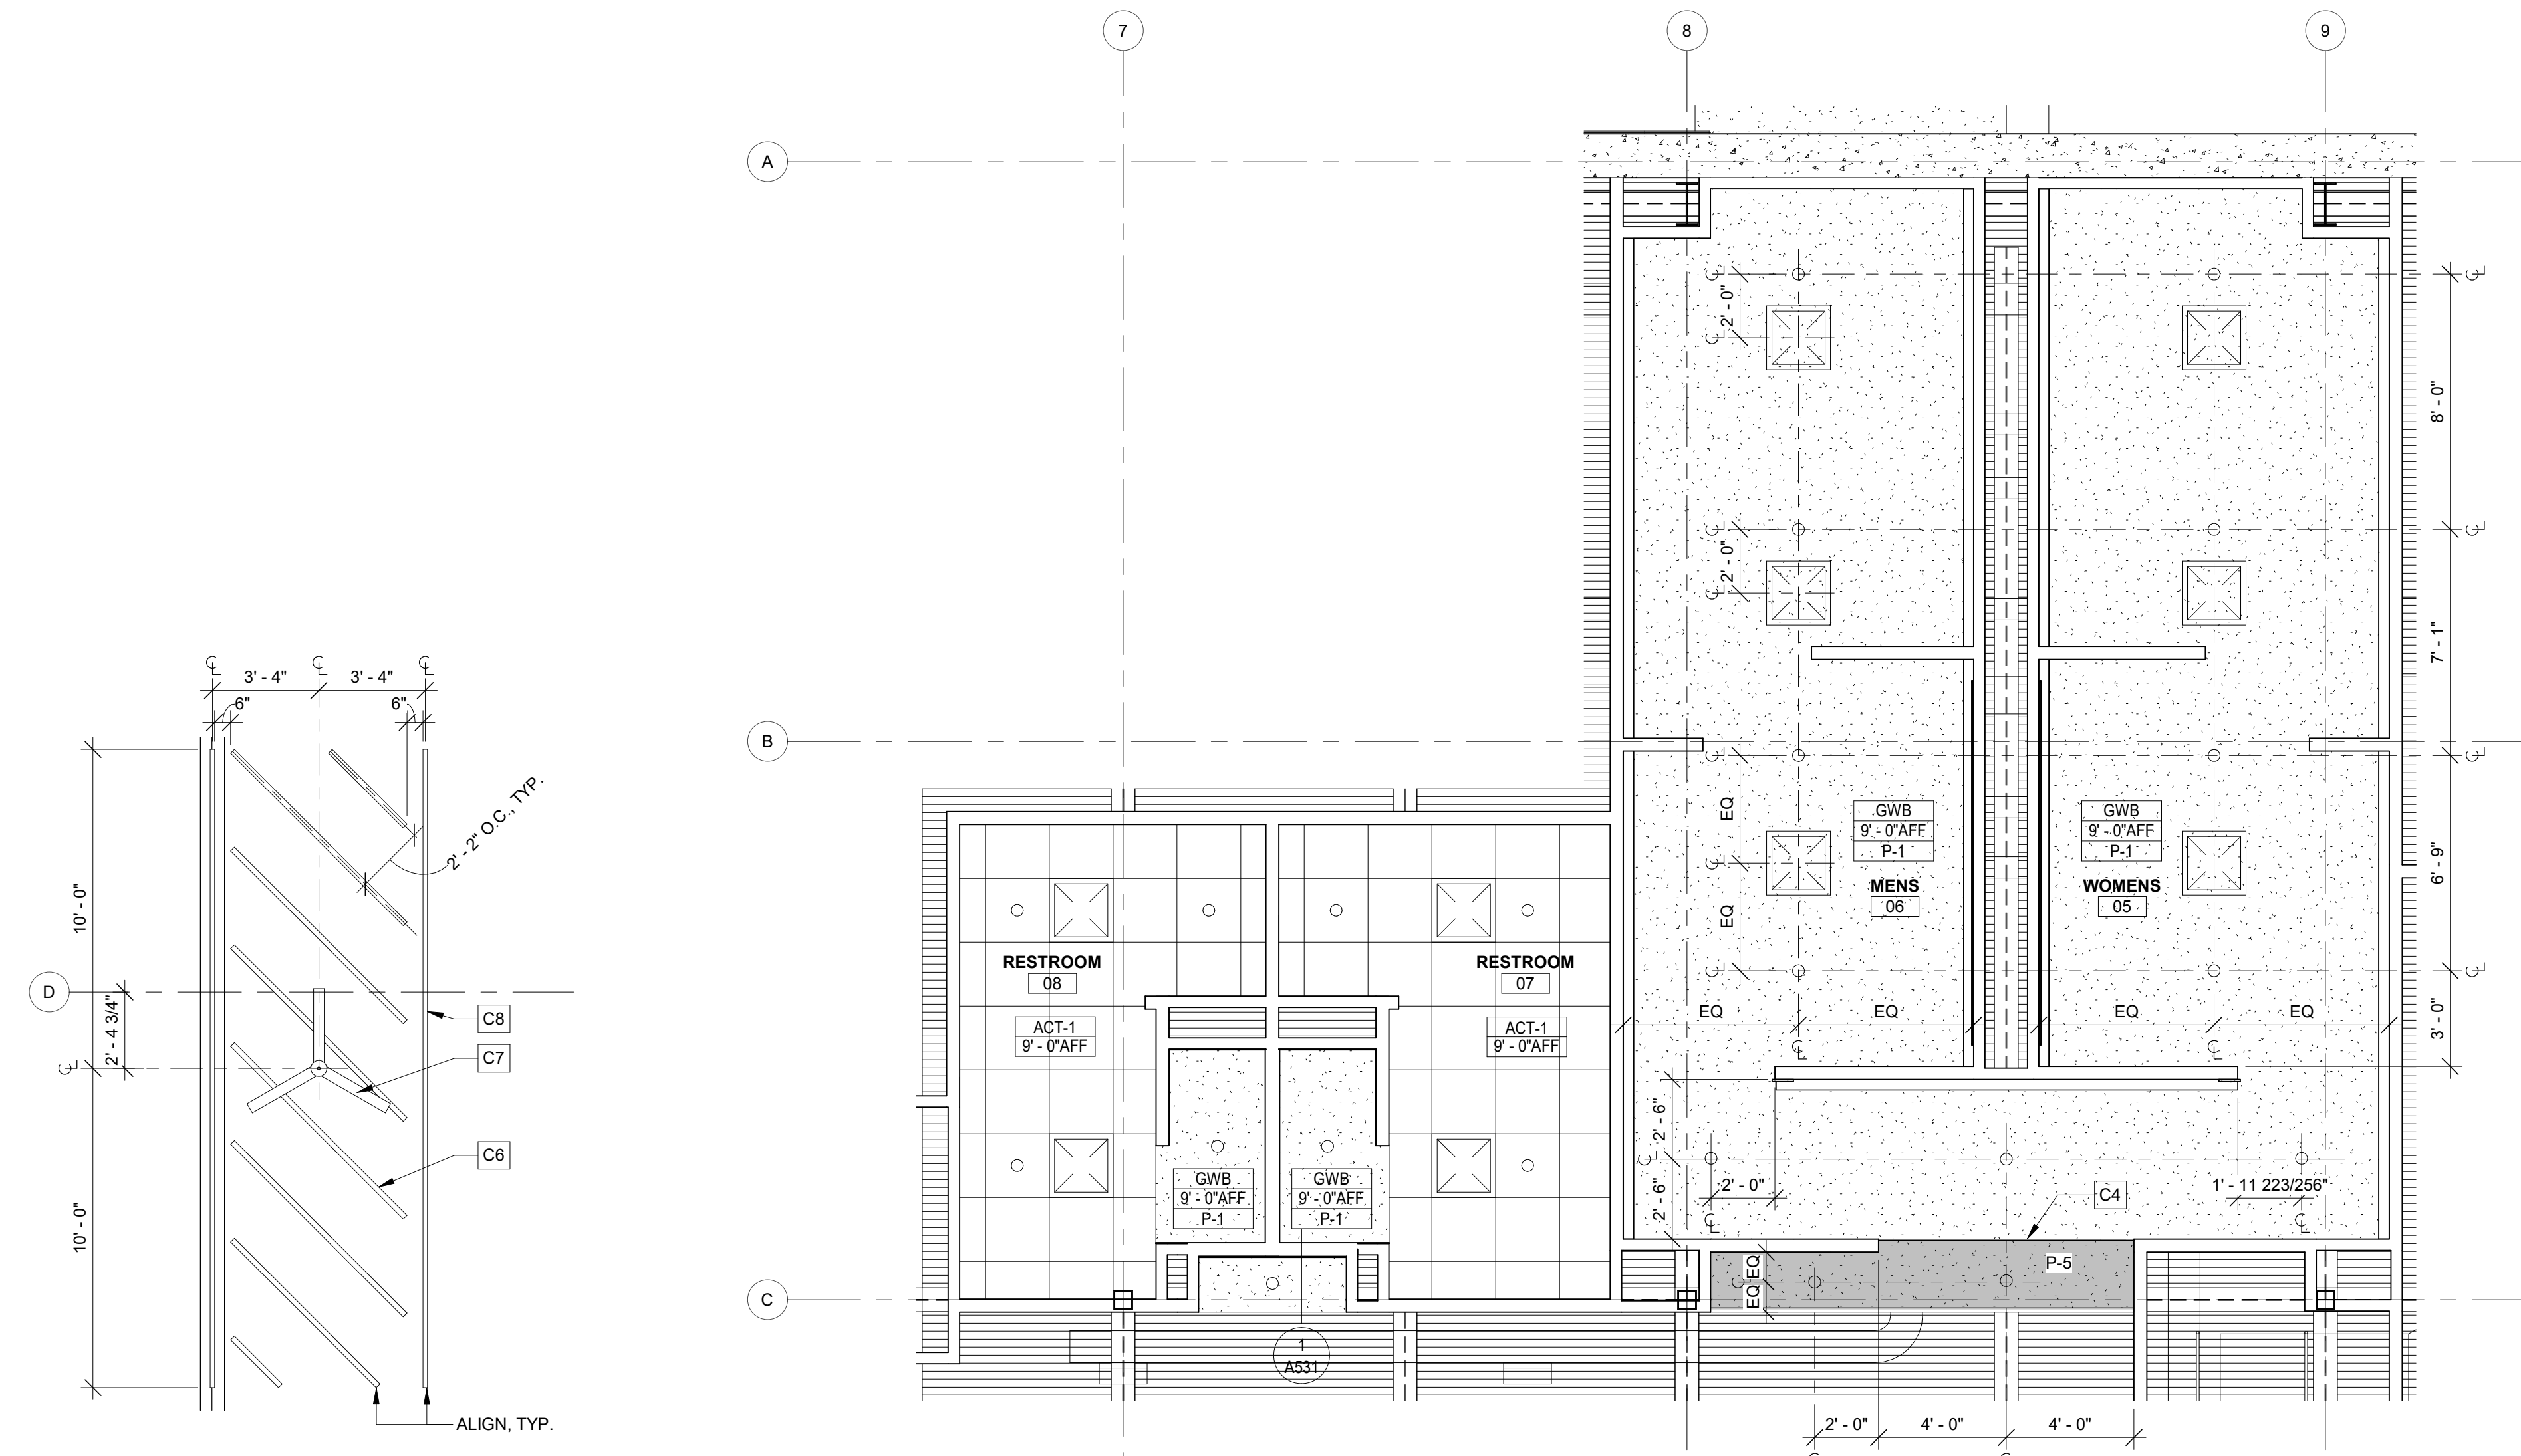 7
8
9
A
B
C
D
℄
℄
℄
3' - 4"
3' - 4"
6"
6"
2' - 2" O.C., TYP.
10' - 0"
2' - 4 3/4"
℄
10' - 0"
C8
C7
C6
ALIGN, TYP.
RESTROOM
08
ACT-1
9' - 0"AFF
RESTROOM
07
ACT-1
9' - 0"AFF
GWB
9' - 0"AFF
P-1
GWB
9' - 0"AFF
P-1
1
A531
℄
2' - 0"
℄
℄
2' - 0"
℄
℄
EQ
℄
EQ
℄
GWB
9' - 0"AFF
P-1
MENS
06
GWB
9' - 0"AFF
P-1
WOMENS
05
EQ
EQ
EQ
EQ
℄
℄
℄
8' - 0"
℄
7' - 1"
℄
6' - 9"
℄
3' - 0"
2' - 6"
℄
2' - 6"
2' - 0"
℄
1' - 11 223/256"
℄
C4
P-5
EQ
℄
EQ
2' - 0"
4' - 0"
4' - 0"